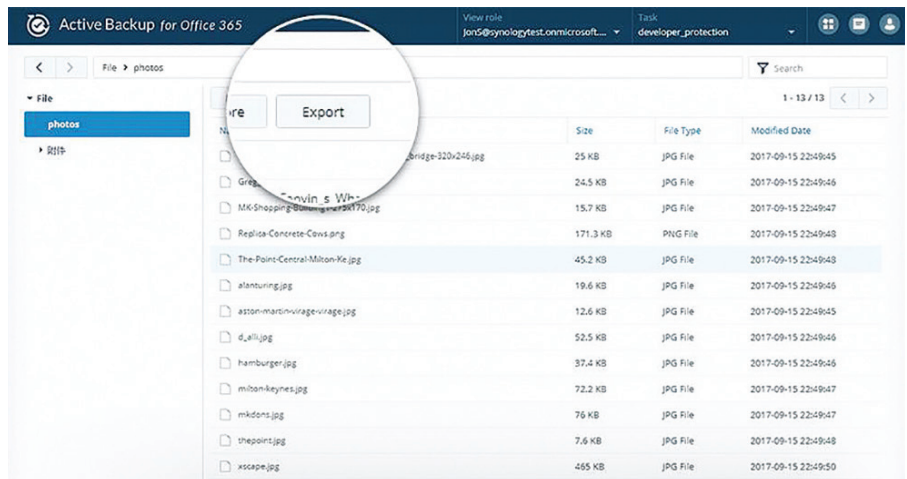 Active Backup for Office 365
View role
JonS@synologytest.onmicrosoft....
Task
developer_protection
File > photos
Search
File
photos
附件
re
Export
1 - 13 / 13
Size
File Type
Modified Date
bridge-320x246.jpg 25 KB JPG File 2017-09-15 22:49:45
Greg 24.5 KB JPG File 2017-09-15 22:49:46
MK-Shopping-Building1-275x170.jpg 15.7 KB JPG File 2017-09-15 22:49:47
Replica-Concrete-Cows.png 171.3 KB PNG File 2017-09-15 22:49:48
The-Point-Central-Milton-Ke.jpg 45.2 KB JPG File 2017-09-15 22:49:48
alanturing.jpg 19.6 KB JPG File 2017-09-15 22:49:46
aston-martin-virage-virage.jpg 12.6 KB JPG File 2017-09-15 22:49:45
d_alli.jpg 52.5 KB JPG File 2017-09-15 22:49:46
hamburger.jpg 37.4 KB JPG File 2017-09-15 22:49:46
milton-keynes.jpg 72.2 KB JPG File 2017-09-15 22:49:47
mkdons.jpg 76 KB JPG File 2017-09-15 22:49:47
thepoint.jpg 7.6 KB JPG File 2017-09-15 22:49:48
xscape.jpg 465 KB JPG File 2017-09-15 22:49:50